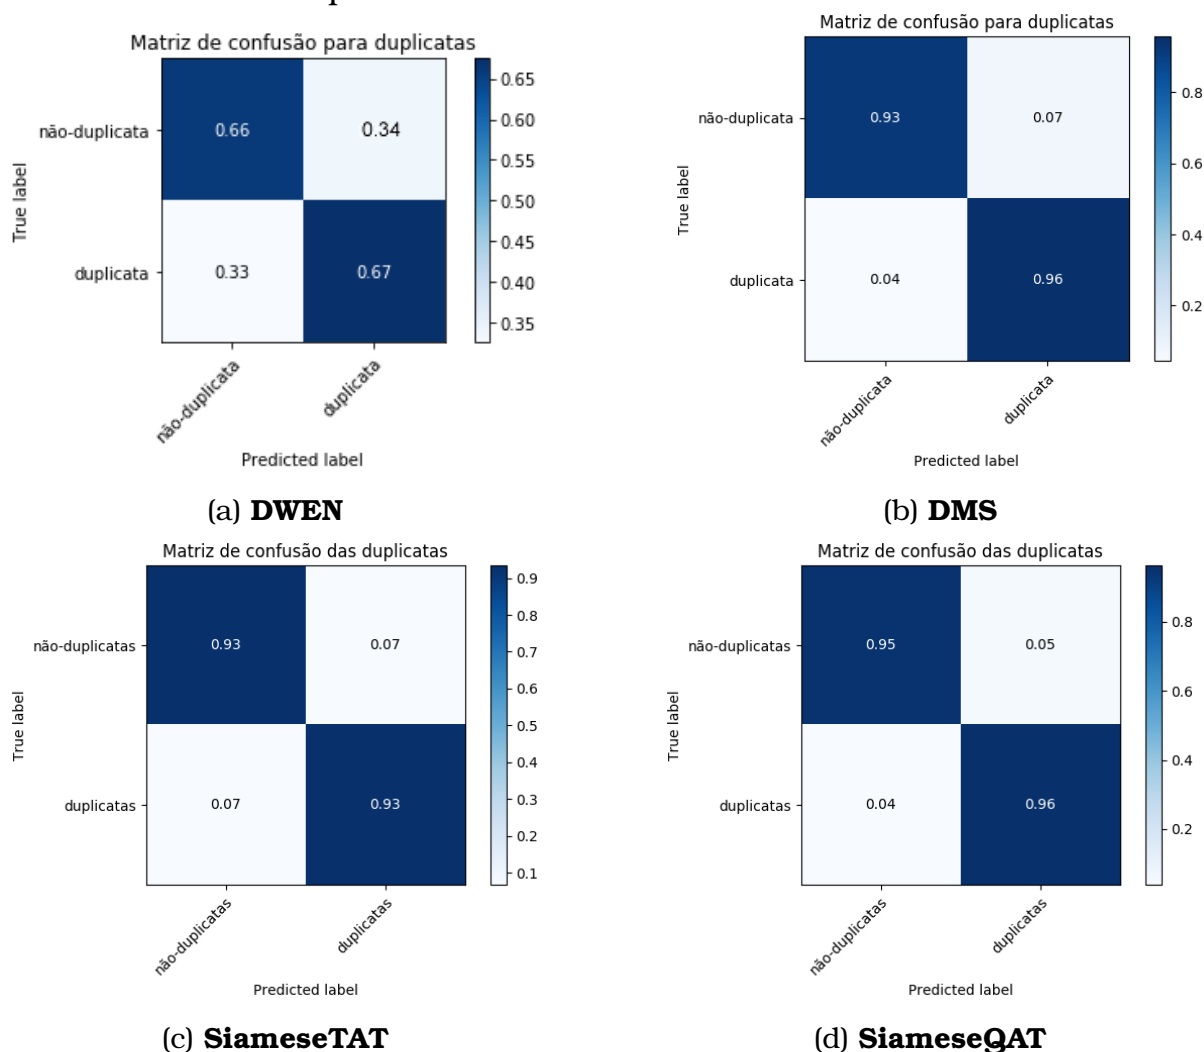 Matriz de confusão para duplicatas
não-duplicata 0.66 0.34
duplicata 0.33 0.67
True label
não-duplicata duplicata
Predicted label
0.65
0.60
0.55
0.50
0.45
0.40
0.35
(a) DWEN
Matriz de confusão para duplicatas
não-duplicata 0.93 0.07
duplicata 0.04 0.96
True label
não-duplicata duplicata
Predicted label
0.8
0.6
0.4
0.2
(b) DMS
Matriz de confusão das duplicatas
não-duplicatas 0.93 0.07
duplicatas 0.07 0.93
True label
não-duplicatas duplicatas
Predicted label
0.9
0.8
0.7
0.6
0.5
0.4
0.3
0.2
0.1
(c) SiameseTAT
Matriz de confusão das duplicatas
não-duplicatas 0.95 0.05
duplicatas 0.04 0.96
True label
não-duplicatas duplicatas
Predicted label
0.8
0.6
0.4
0.2
(d) SiameseQAT